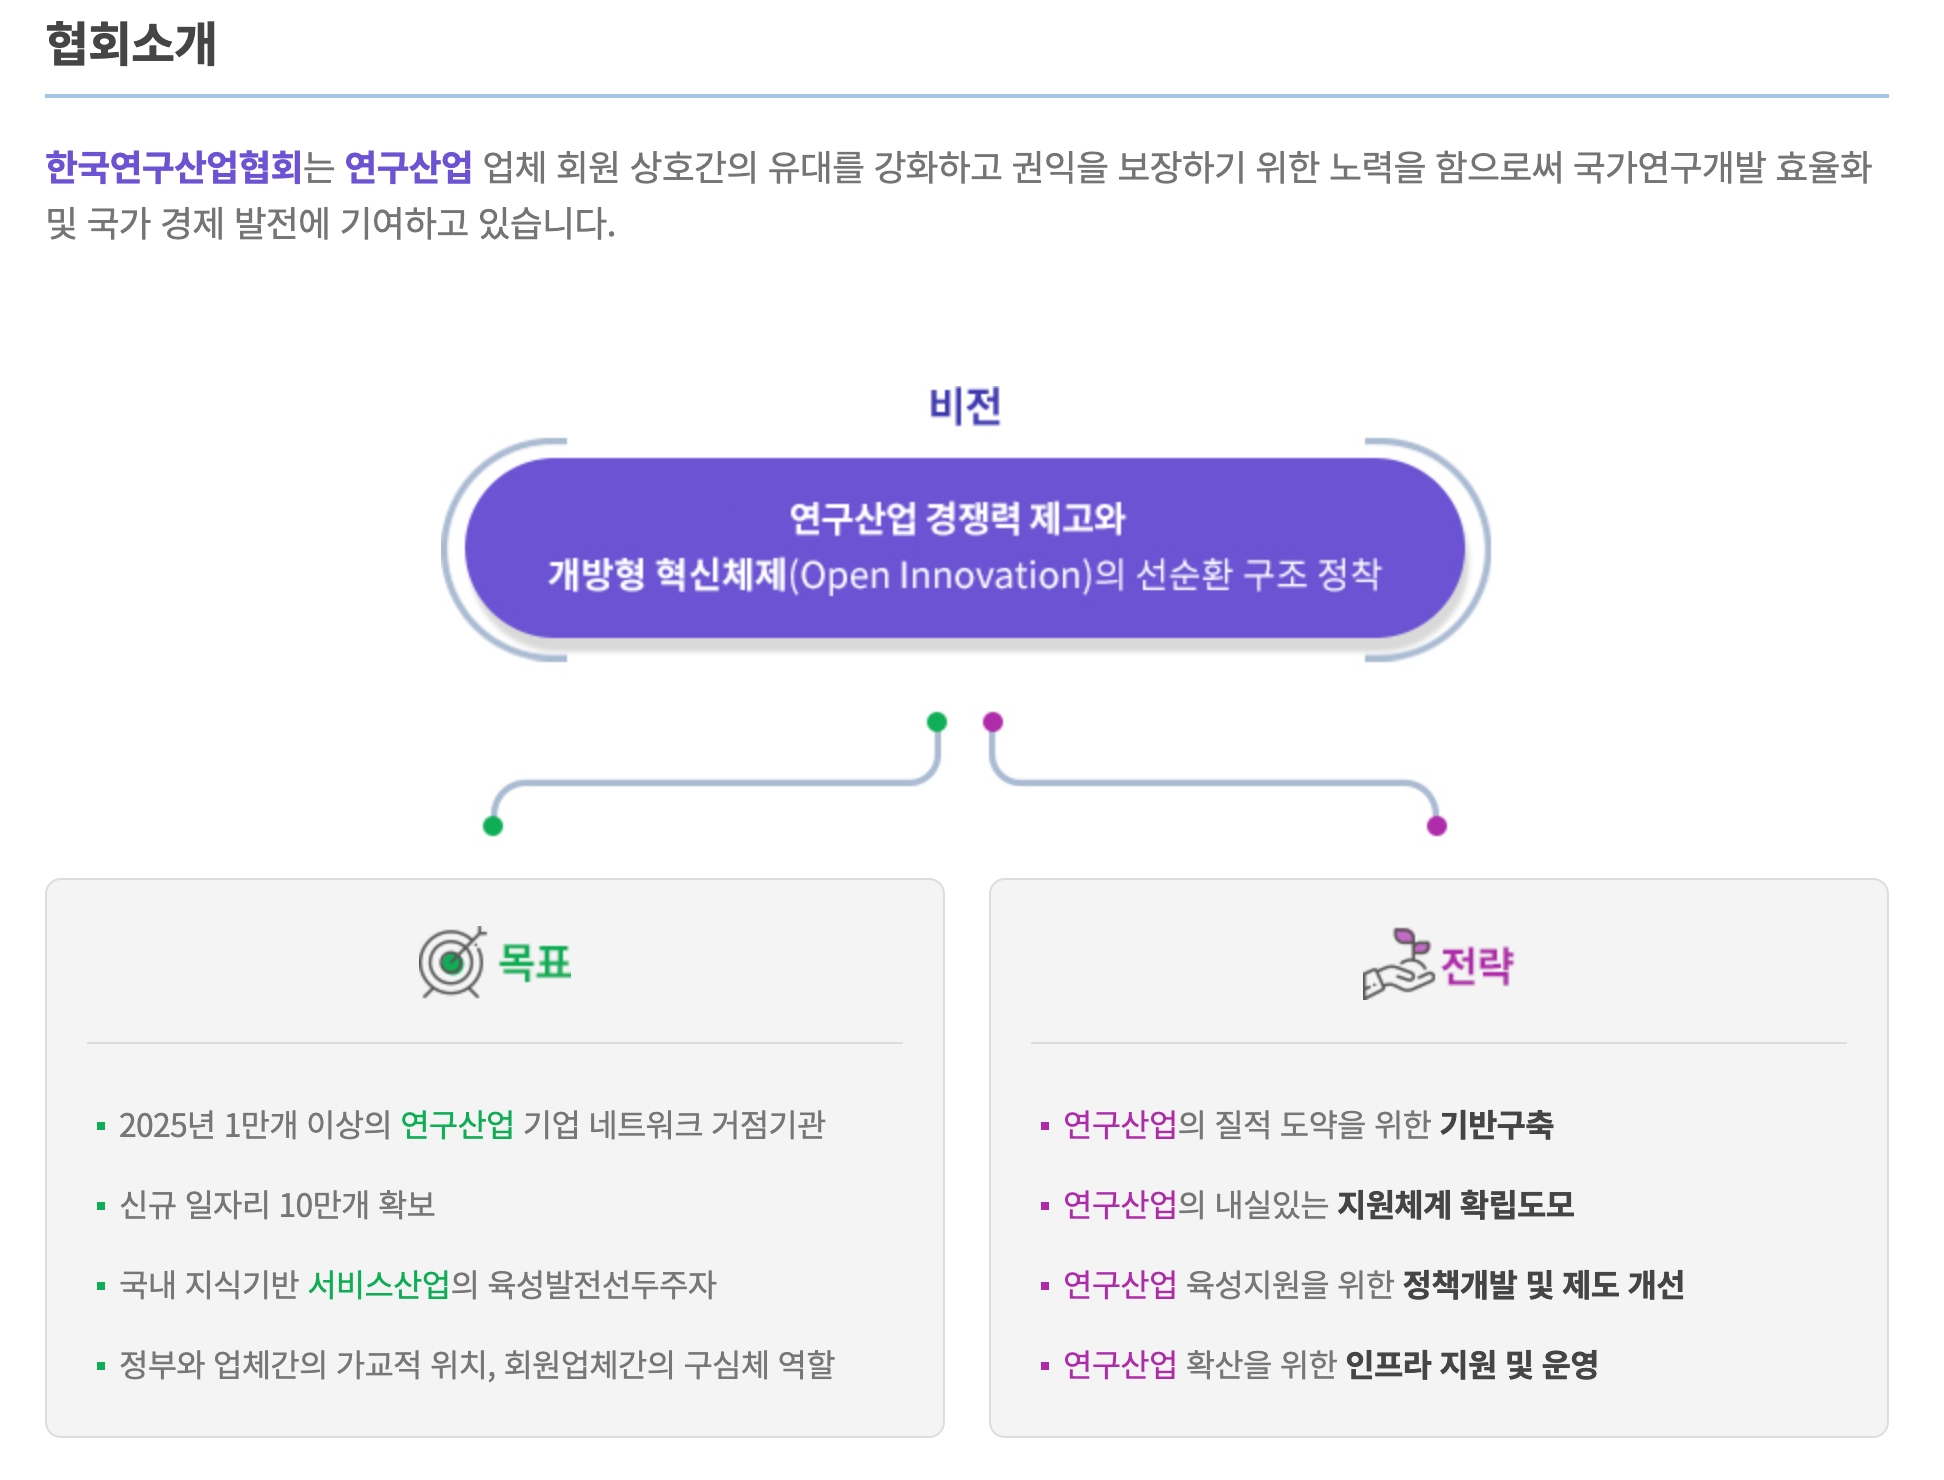 협회소개
한국연구산업협회는 연구산업 업체 회원 상호간의 유대를 강화하고 권익을 보장하기 위한 노력을 함으로써 국가연구개발 효율화
및 국가 경제 발전에 기여하고 있습니다.
비전
연구산업 경쟁력 제고와
개방형 혁신체제(Open Innovation)의 선순환 구조 정착
목표
2025년 1만개 이상의 연구산업 기업 네트워크 거점기관
신규 일자리 10만개 확보
국내 지식기반 서비스산업의 육성발전선두주자
정부와 업체간의 가교적 위치, 회원업체간의 구심체 역할
전략
연구산업의 질적 도약을 위한 기반구축
연구산업의 내실있는 지원체계 확립도모
연구산업 육성지원을 위한 정책개발 및 제도 개선
연구산업 확산을 위한 인프라 지원 및 운영